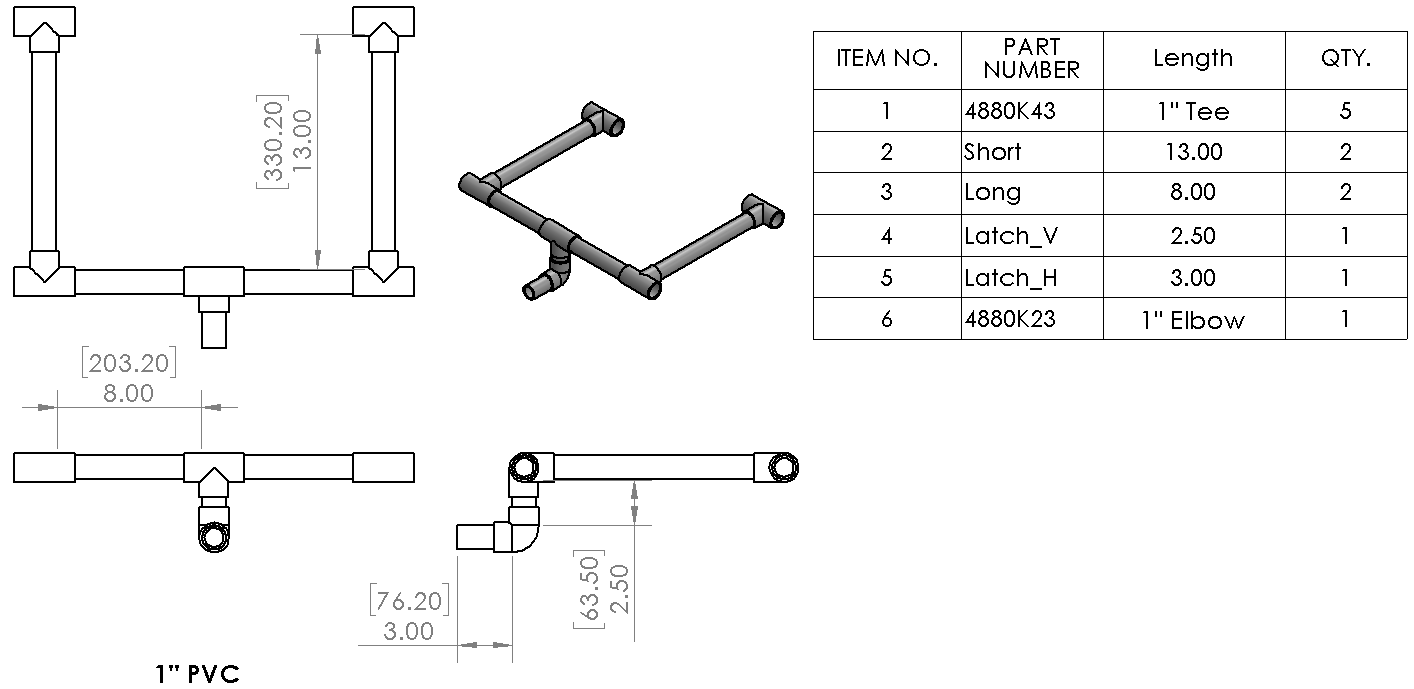 [330.20]
13.00
ITEM NO. PART NUMBER Length QTY.
1 4880K43 1" Tee 5
2 Short 13.00 2
3 Long 8.00 2
4 Latch_V 2.50 1
5 Latch_H 3.00 1
6 4880K23 1" Elbow 1
[203.20]
8.00
[76.20]
3.00
[63.50]
2.50
1" PVC